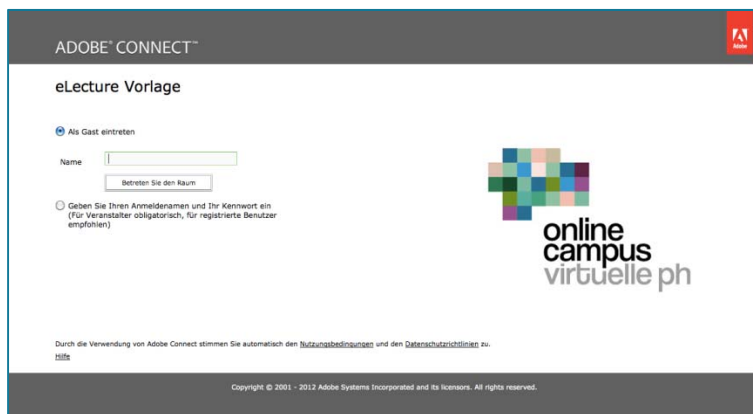 ADOBE® CONNECT™
Adobe
eLecture Vorlage
Als Gast eintreten
Name
Betreten Sie den Raum
Geben Sie Ihren Anmeldenamen und Ihr Kennwort ein
(Für Veranstalter obligatorisch, für registrierte Benutzer
empfohlen)
online
campus
virtuelle ph
Durch die Verwendung von Adobe Connect stimmen Sie automatisch den Nutzungsbedingungen und den Datenschutzrichtlinien zu.
Hilfe
Copyright © 2001 - 2012 Adobe Systems Incorporated and its licensors. All rights reserved.